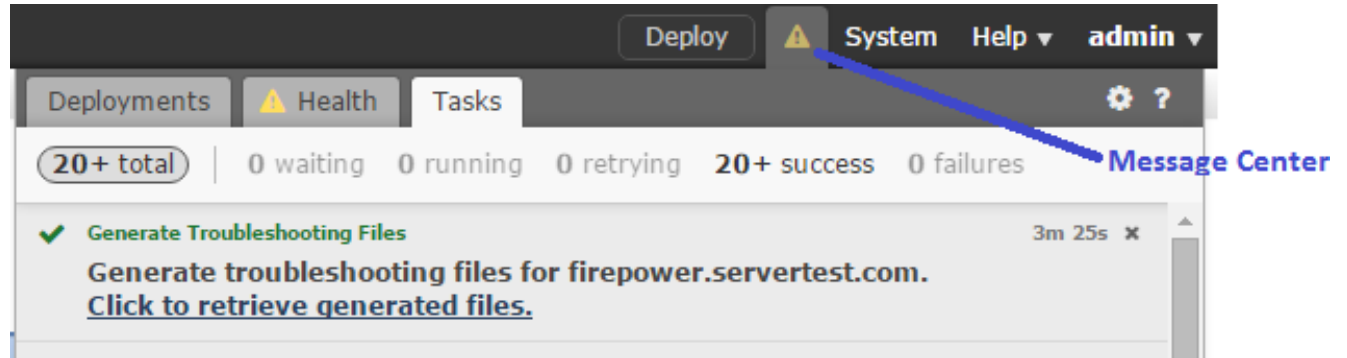 Deploy System Help admin
Deployments Health Tasks ?
20+ total 0 waiting 0 running 0 retrying 20+ success 0 failures
Message Center
Generate Troubleshooting Files 3m 25s
Generate troubleshooting files for firepower.servertest.com.
Click to retrieve generated files.